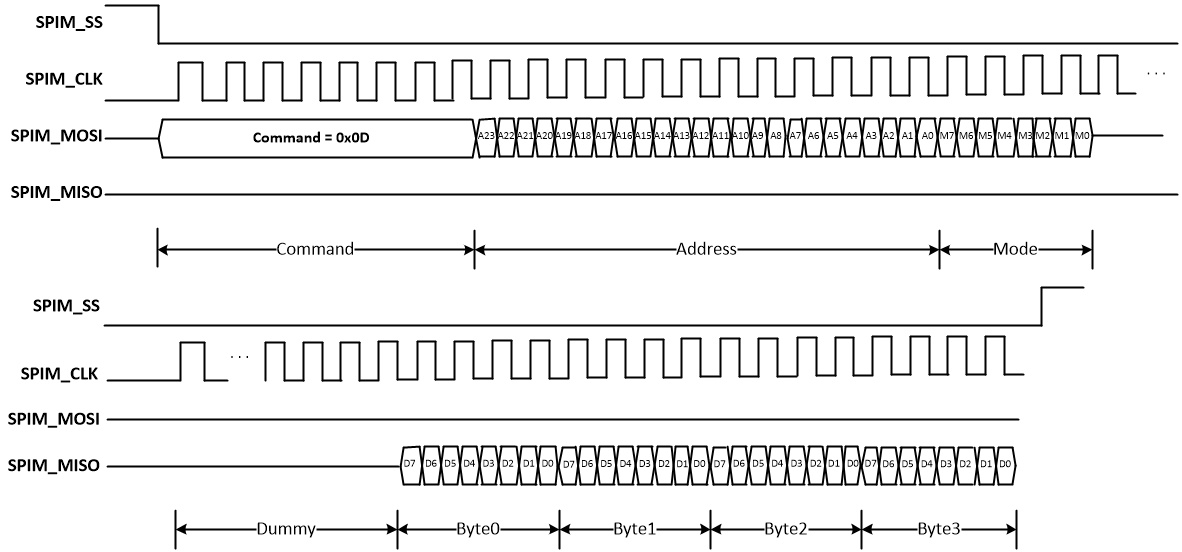 SPIM_SS
SPIM_CLK ...
SPIM_MOSI Command = 0x0D A23 A22 A21 A20 A19 A18 A17 A16 A15 A14 A13 A12 A11 A10 A9 A8 A7 A6 A5 A4 A3 A2 A1 A0 M7 M6 M5 M4 M3 M2 M1 M0
SPIM_MISO
Command Address Mode
SPIM_SS
SPIM_CLK ...
SPIM_MOSI
SPIM_MISO D7 D6 D5 D4 D3 D2 D1 D0 D7 D6 D5 D4 D3 D2 D1 D0 D7 D6 D5 D4 D3 D2 D1 D0 D7 D6 D5 D4 D3 D2 D1 D0
Dummy Byte0 Byte1 Byte2 Byte3